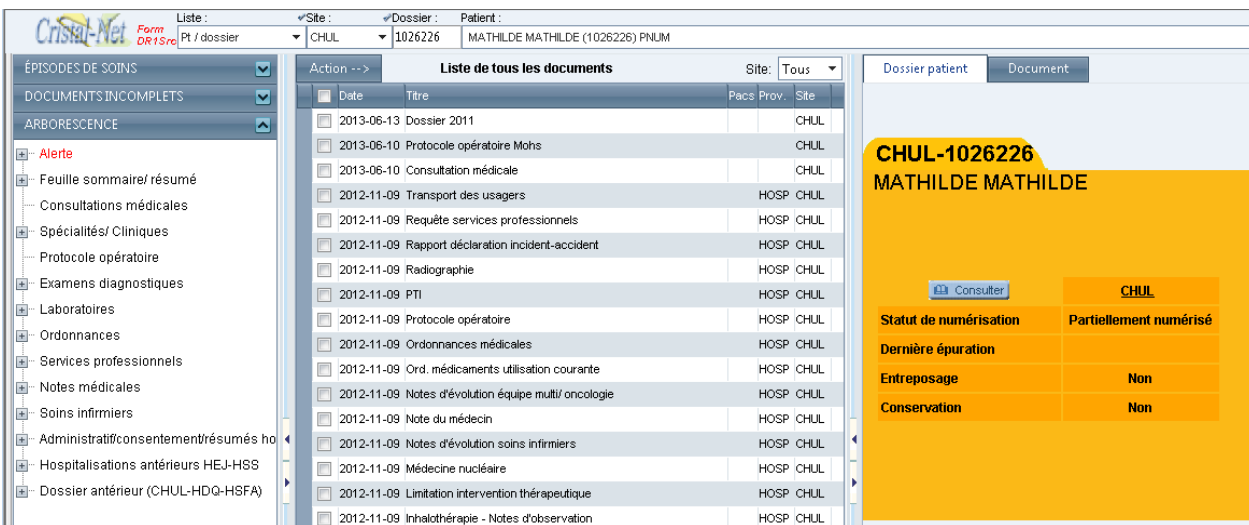 Cristal-Net Form DR1Src
Liste : Site : Dossier : Patient :
Pt / dossier CHUL 1026226 MATHILDE MATHILDE (1026226) PNUM
ÉPISODES DE SOINS
DOCUMENTS INCOMPLETS
ARBORESCENCE
Alerte
Feuille sommaire/ résumé
Consultations médicales
Spécialités/ Cliniques
Protocole opératoire
Examens diagnostiques
Laboratoires
Ordonnances
Services professionnels
Notes médicales
Soins infirmiers
Administratif/consentement/résumés ho
Hospitalisations antérieurs HEJ-HSS
Dossier antérieur (CHUL-HDQ-HSFA)
Action --> Liste de tous les documents Site: Tous
Date Titre Pacs Prov. Site
2013-06-13 Dossier 2011 CHUL
2013-06-10 Protocole opératoire Mohs CHUL
2013-06-10 Consultation médicale CHUL
2012-11-09 Transport des usagers HOSP CHUL
2012-11-09 Requête services professionnels HOSP CHUL
2012-11-09 Rapport déclaration incident-accident HOSP CHUL
2012-11-09 Radiographie HOSP CHUL
2012-11-09 PTI HOSP CHUL
2012-11-09 Protocole opératoire HOSP CHUL
2012-11-09 Ordonnances médicales HOSP CHUL
2012-11-09 Ord. médicaments utilisation courante HOSP CHUL
2012-11-09 Notes d'évolution équipe multi/ oncologie HOSP CHUL
2012-11-09 Note du médecin HOSP CHUL
2012-11-09 Notes d'évolution soins infirmiers HOSP CHUL
2012-11-09 Médecine nucléaire HOSP CHUL
2012-11-09 Limitation intervention thérapeutique HOSP CHUL
2012-11-09 Inhalothérapie - Notes d'observation HOSP CHUL
Dossier patient Document
CHUL-1026226
MATHILDE MATHILDE
Consulter CHUL
Statut de numérisation Partiellement numérisé
Dernière épuration
Entreposage Non
Conservation Non